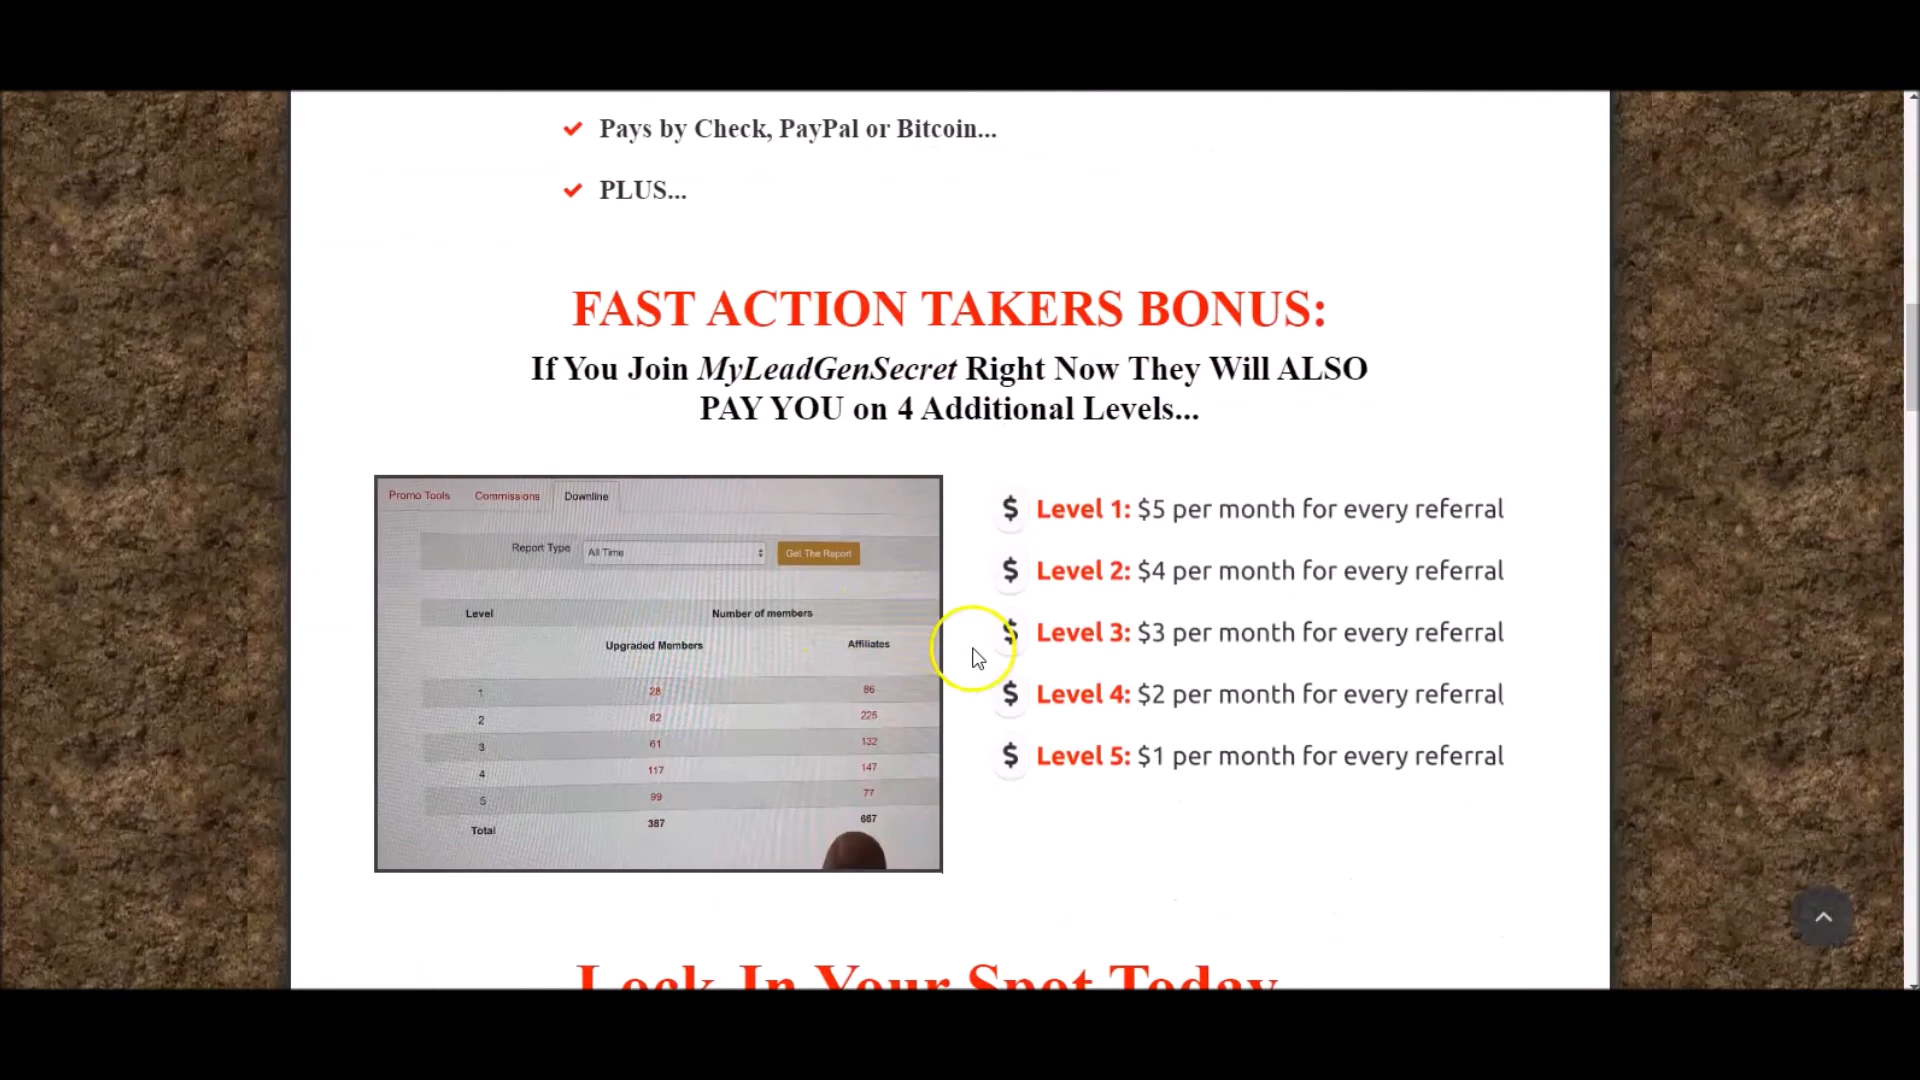 Pays by Check, PayPal or Bitcoin...
PLUS...
FAST ACTION TAKERS BONUS:
If You Join MyLeadGenSecret Right Now They Will ALSO
PAY YOU on 4 Additional Levels...
Promo Tools Commissions Downline
Report Type All Time Get The Report
Level Number of members
Upgraded Members Affiliates
1 28 86
2 82 225
3 61 132
4 117 147
5 99 77
Total 387 667
$ Level 1: $5 per month for every referral
$ Level 2: $4 per month for every referral
$ Level 3: $3 per month for every referral
$ Level 4: $2 per month for every referral
$ Level 5: $1 per month for every referral
Lock In Your Spot Today